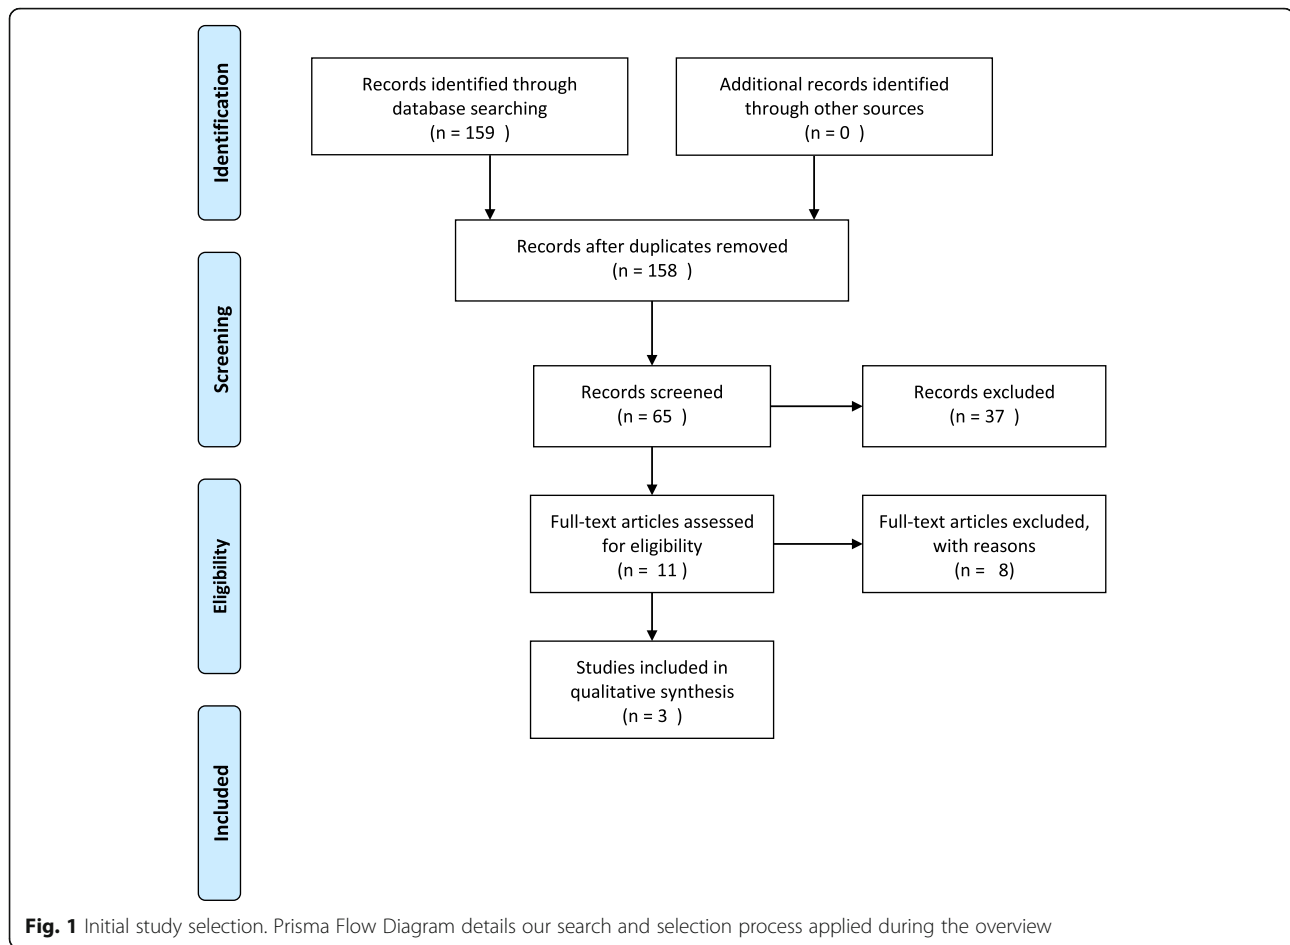 Identification
Records identified through
database searching
(n = 159  )
Additional records identified
through other sources
(n = 0  )
Records after duplicates removed
(n = 158  )
Screening
Records screened
(n = 65  )
Records excluded
(n = 37  )
Eligibility
Full-text articles assessed
for eligibility
(n =  11 )
Full-text articles excluded,
with reasons
(n =   8)
Studies included in
qualitative synthesis
(n = 3  )
Included
Fig. 1 Initial study selection. Prisma Flow Diagram details our search and selection process applied during the overview